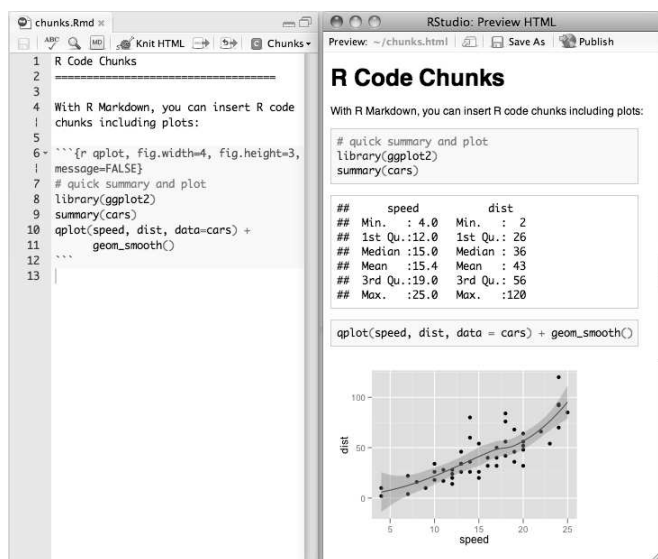 chunks.Rmd
ABC MD Knit HTML Chunks
1 R Code Chunks
2 ===================================
3
4 With R Markdown, you can insert R code
chunks including plots:
5
6 ```{r qplot, fig.width=4, fig.height=3,
message=FALSE}
7 # quick summary and plot
8 library(ggplot2)
9 summary(cars)
10 qplot(speed, dist, data=cars) +
11 geom_smooth()
12 ```
13
RStudio: Preview HTML
Preview: ~/chunks.html Save As Publish
R Code Chunks
With R Markdown, you can insert R code chunks including plots:
# quick summary and plot
library(ggplot2)
summary(cars)
## speed dist
## Min. : 4.0 Min. : 2
## 1st Qu.:12.0 1st Qu.: 26
## Median :15.0 Median : 36
## Mean :15.4 Mean : 43
## 3rd Qu.:19.0 3rd Qu.: 56
## Max. :25.0 Max. :120
qplot(speed, dist, data = cars) + geom_smooth()
100
50
0
dist
5 10 15 20 25
speed